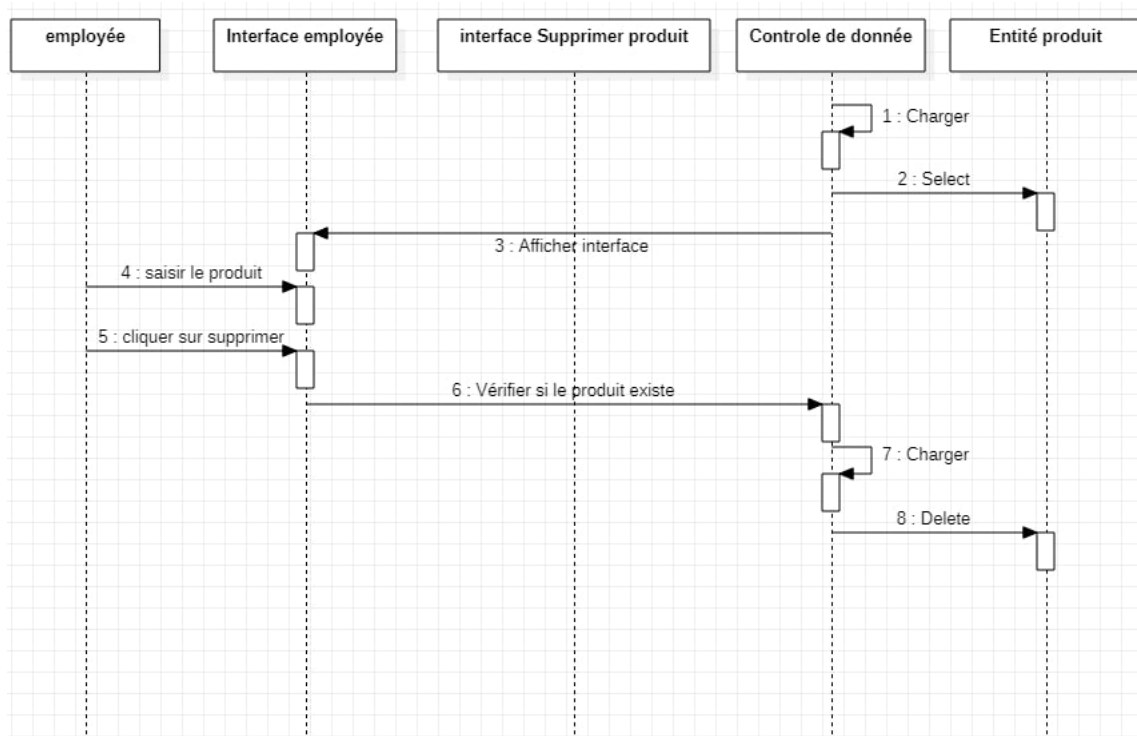 employée
Interface employée
interface Supprimer produit
Controle de donnée
Entité produit
1 : Charger
2 : Select
3 : Afficher interface
4 : saisir le produit
5 : cliquer sur supprimer
6 : Vérifier si le produit existe
7 : Charger
8 : Delete